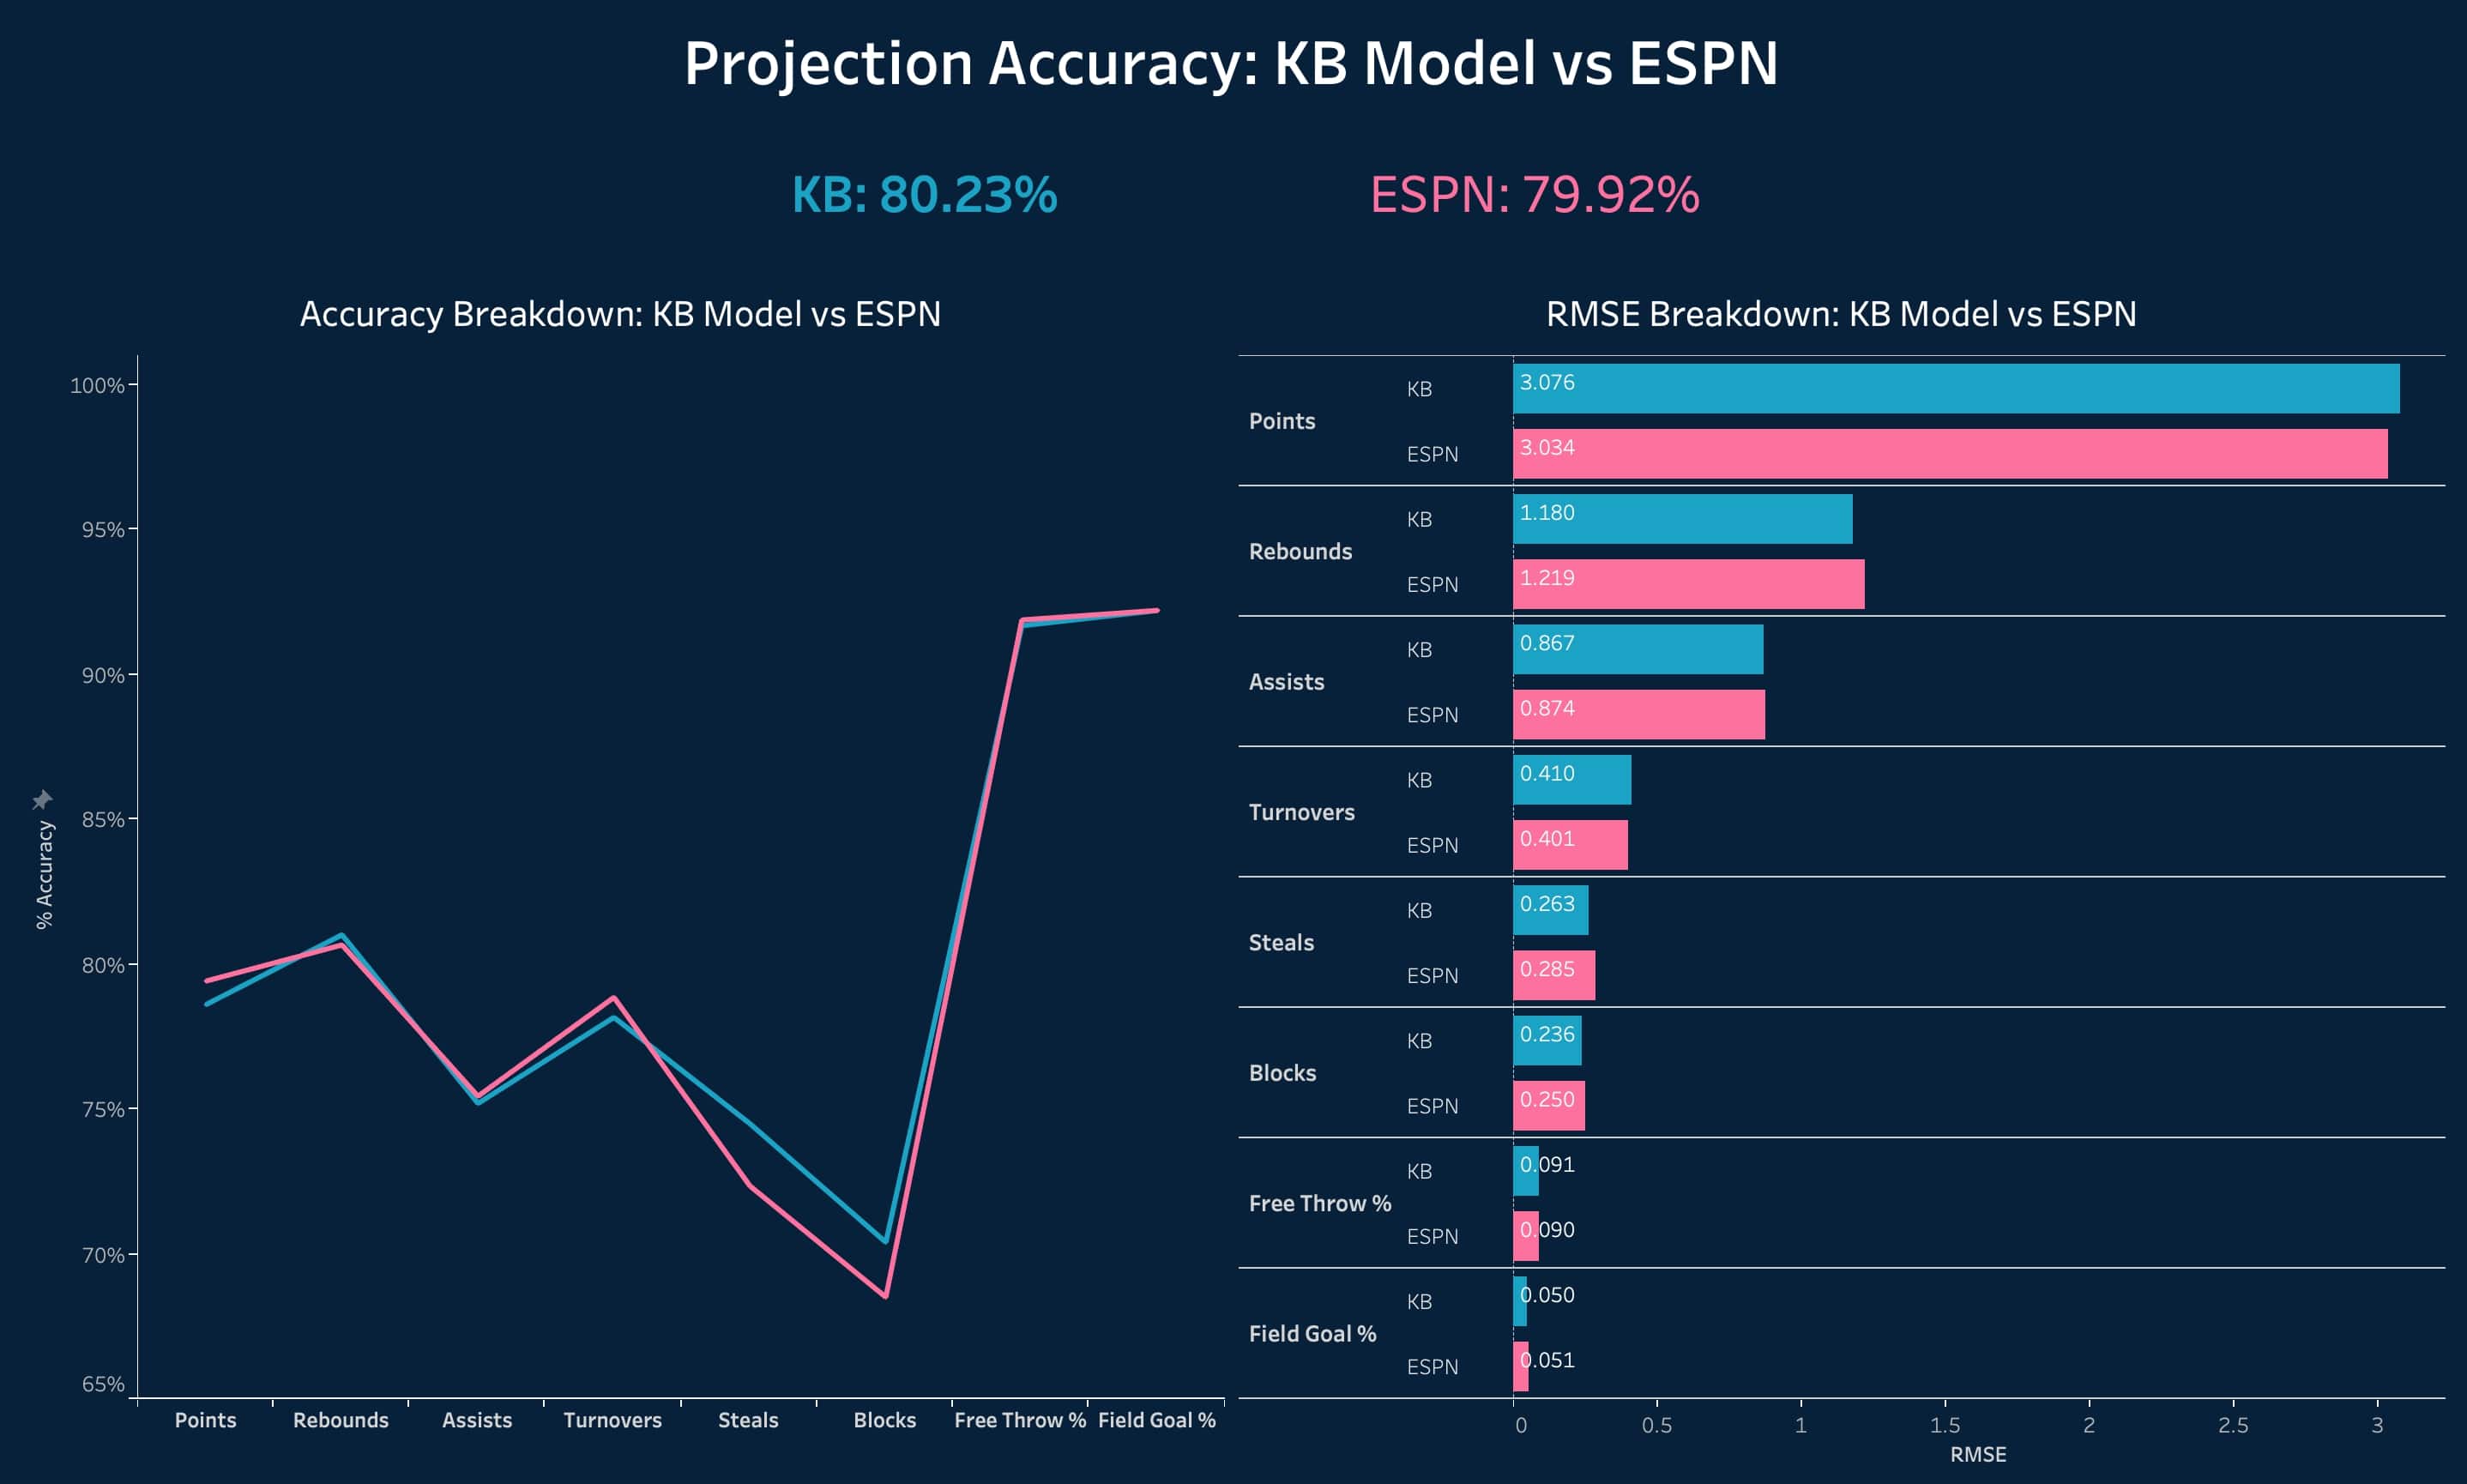 Projection Accuracy: KB Model vs ESPN
KB: 80.23%
ESPN: 79.92%
Accuracy Breakdown: KB Model vs ESPN
100%
95%
90%
85%
80%
75%
70%
65%
% Accuracy
Points
Rebounds
Assists
Turnovers
Steals
Blocks
Free Throw %
Field Goal %
RMSE Breakdown: KB Model vs ESPN
Points
KB
3.076
ESPN
3.034
Rebounds
KB
1.180
ESPN
1.219
Assists
KB
0.867
ESPN
0.874
Turnovers
KB
0.410
ESPN
0.401
Steals
KB
0.263
ESPN
0.285
Blocks
KB
0.236
ESPN
0.250
Free Throw %
KB
0.091
ESPN
0.090
Field Goal %
KB
0.050
ESPN
0.051
0
0.5
1
1.5
2
2.5
3
RMSE